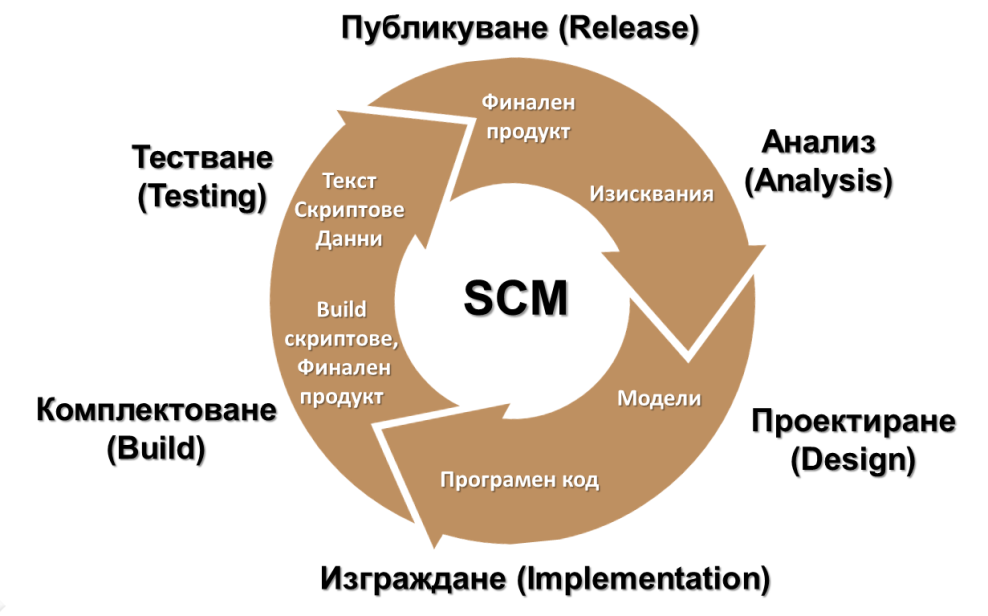 Публикуване (Release)
Финален
продукт
Анализ
(Analysis)
Изисквания
Тестване
(Testing)
Текст
Скриптове
Данни
SCM
Build
скриптове,
Финален
продукт
Модели
Комплектоване
(Build)
Проектиране
(Design)
Програмен код
Изграждане (Implementation)